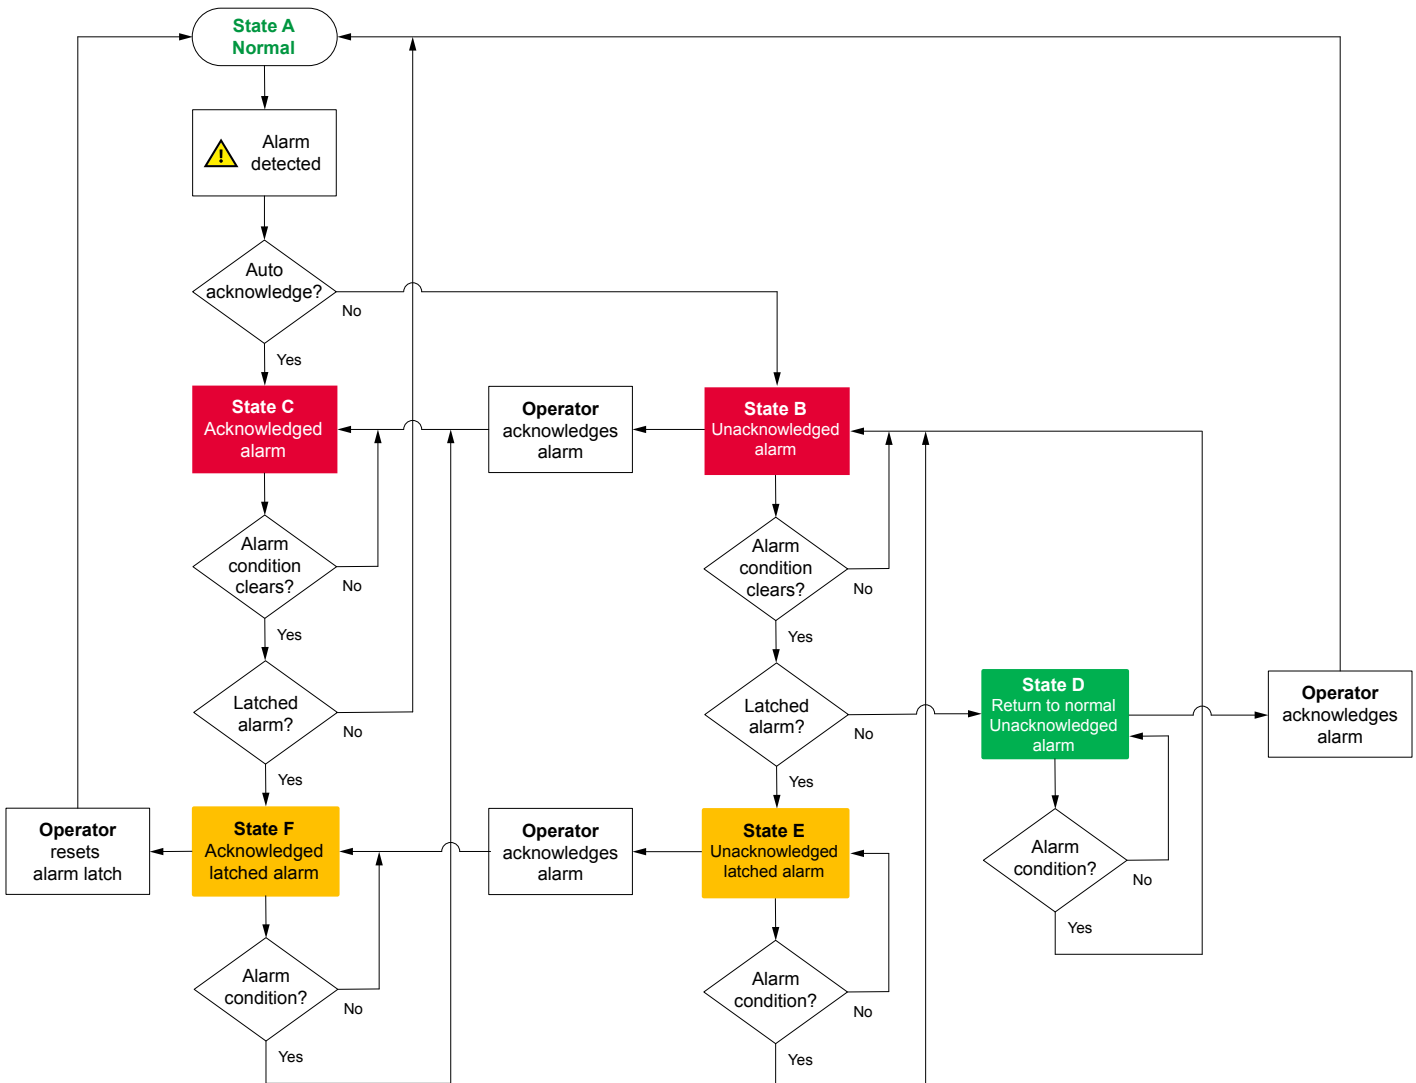 State A
Normal
!
Alarm
detected
Auto
acknowledge?
No
Yes
State C
Acknowledged
alarm
Operator
acknowledges
alarm
State B
Unacknowledged
alarm
Alarm
condition
clears?
No
Yes
Alarm
condition
clears?
No
Yes
Latched
alarm?
No
Yes
Latched
alarm?
No
Yes
State D
Return to normal
Unacknowledged
alarm
Operator
acknowledges
alarm
Operator
resets
alarm latch
State F
Acknowledged
latched alarm
Operator
acknowledges
alarm
State E
Unacknowledged
latched alarm
Alarm
condition?
No
Yes
Alarm
condition?
No
Yes
Alarm
condition?
No
Yes